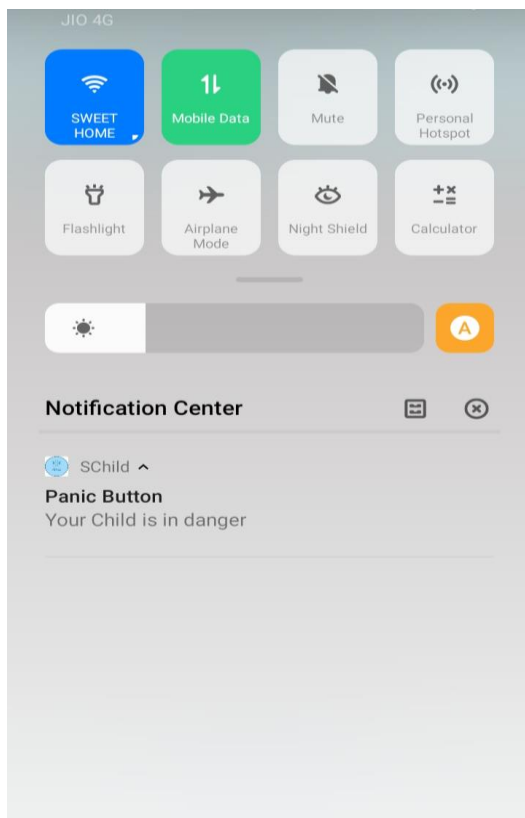 JIO 4G
SWEET
HOME
Mobile Data
Mute
Personal
Hotspot
Flashlight
Airplane
Mode
Night Shield
Calculator
A
Notification Center
SChild
Panic Button
Your Child is in danger